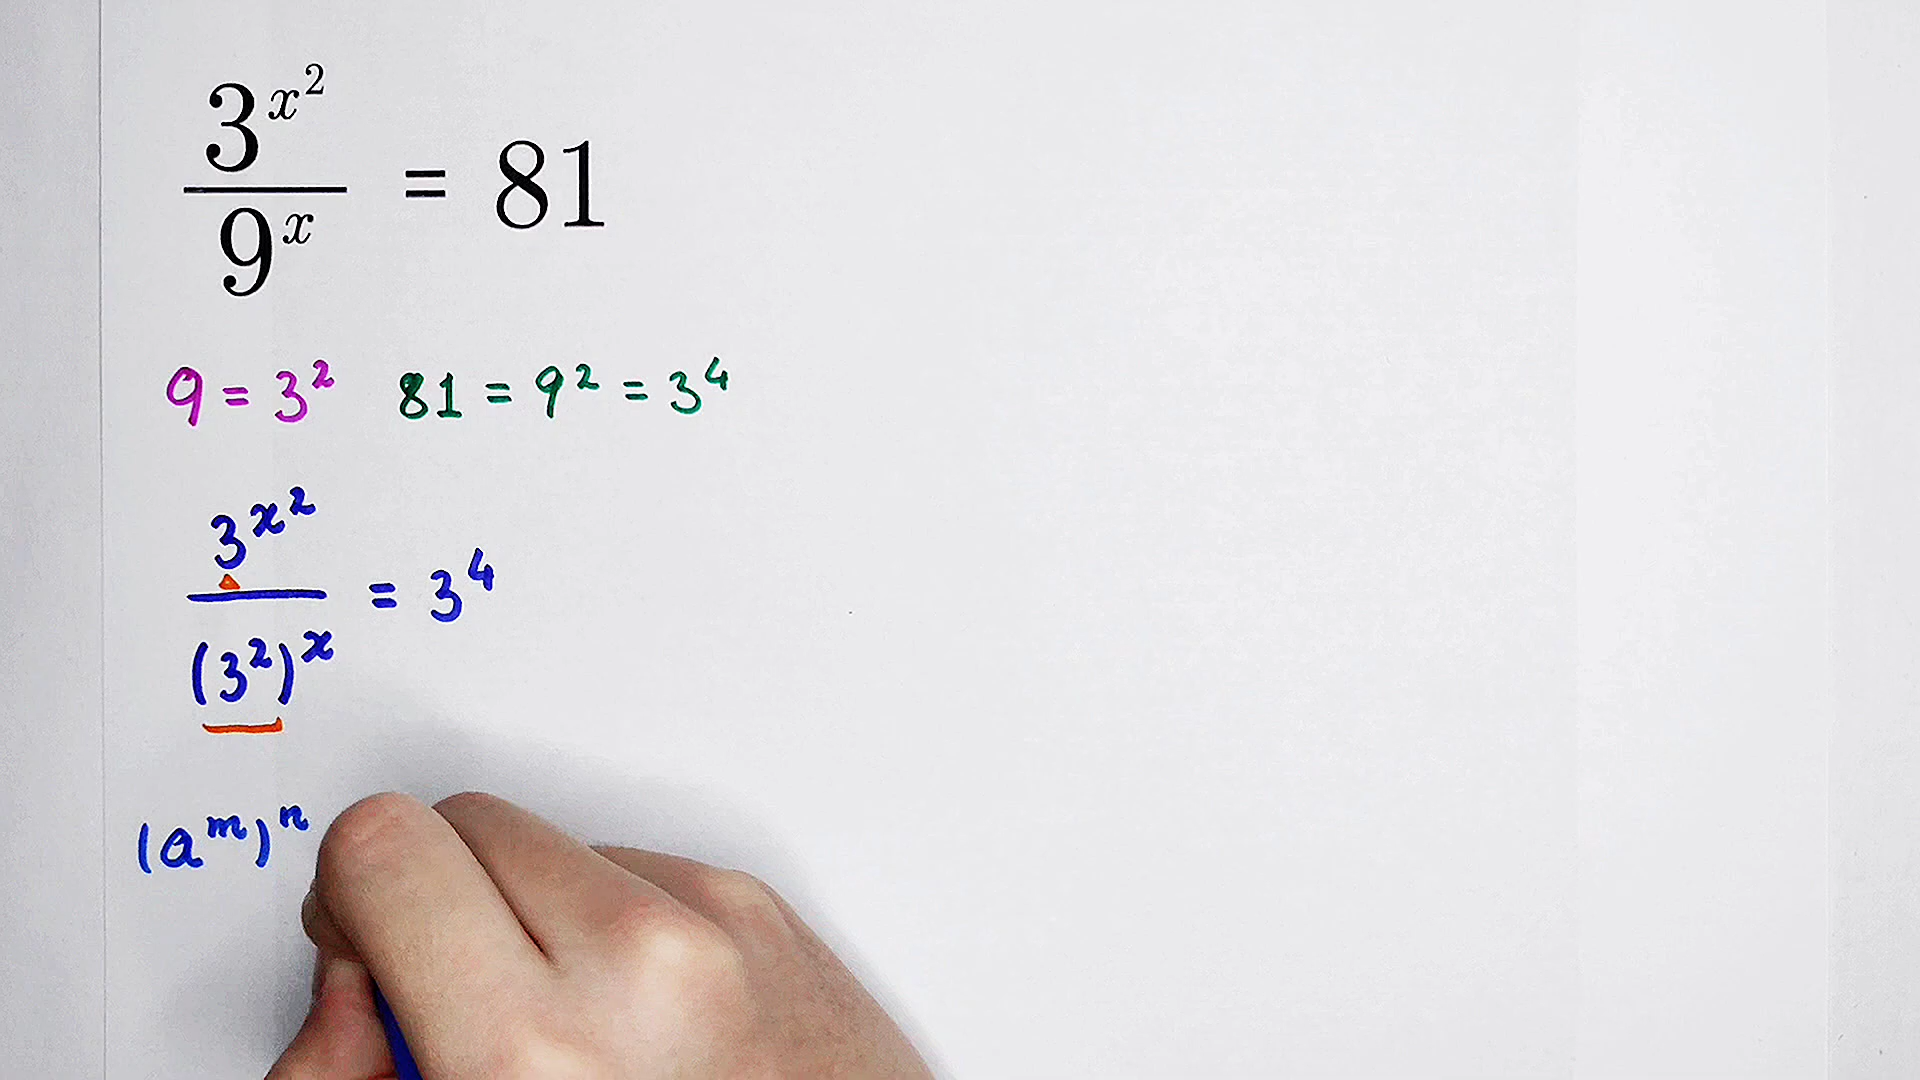 3^{x^2} / 9^x = 81
9 = 3^2 81 = 9^2 = 3^4
3^{x^2} / (3^2)^x = 3^4
(a^m)^n